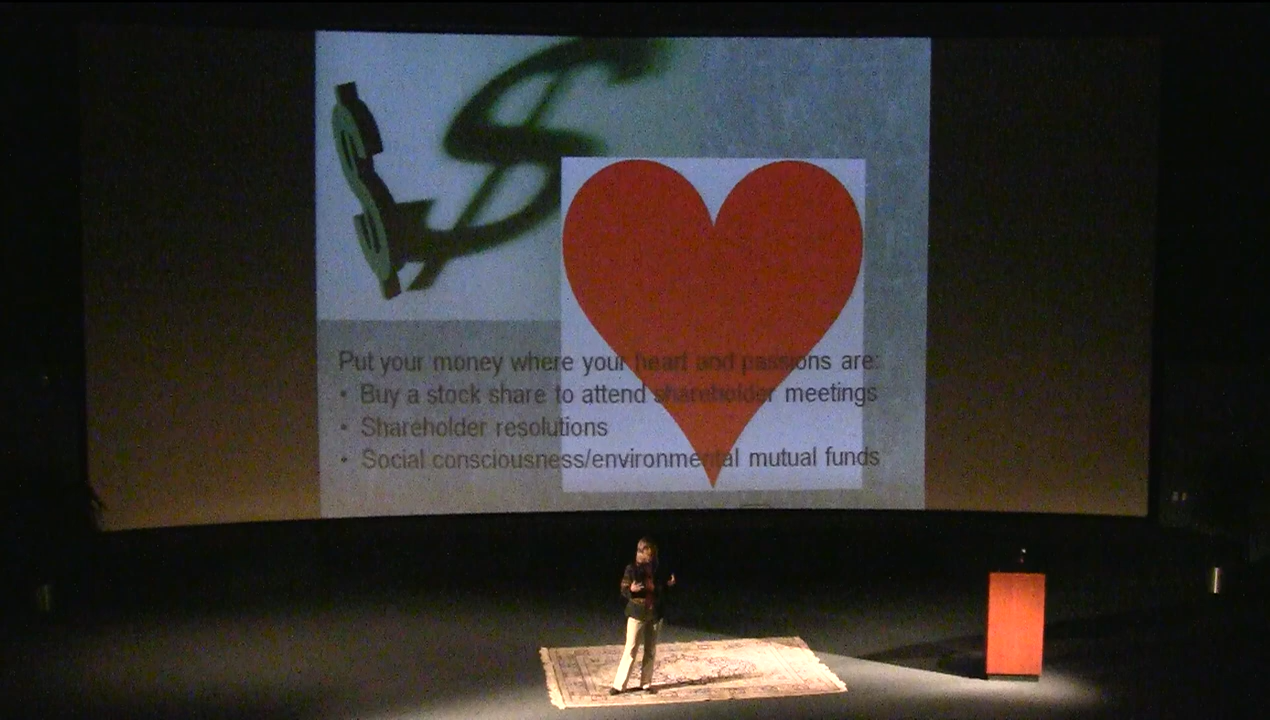 $
Put your money where your heart and passions are:
• Buy a stock share to attend shareholder meetings
• Shareholder resolutions
• Social consciousness/environmental mutual funds